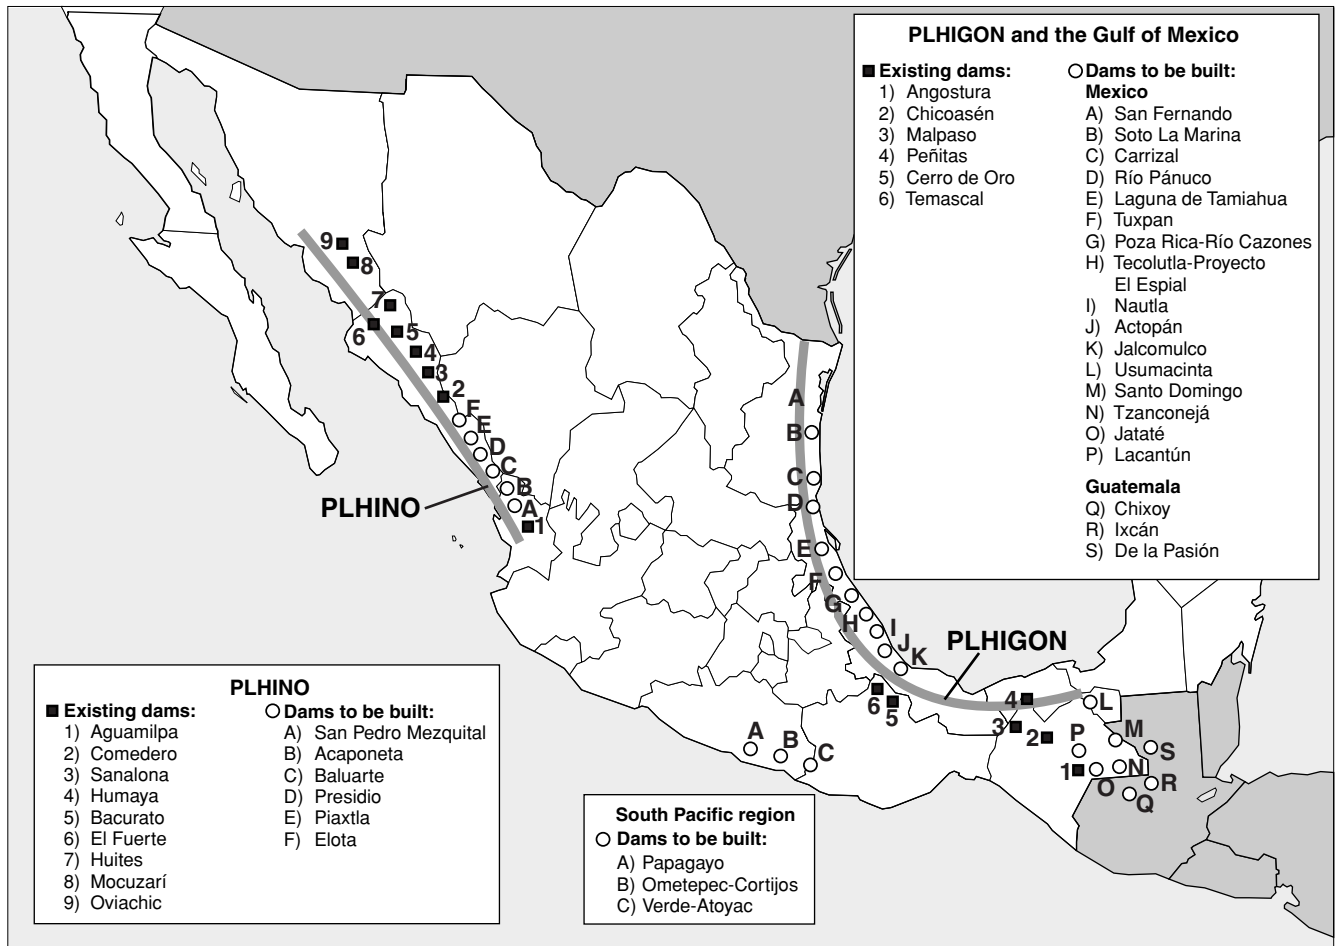 PLHIGON and the Gulf of Mexico
Existing dams:
1) Angostura
2) Chicoasén
3) Malpaso
4) Peñitas
5) Cerro de Oro
6) Temascal
Dams to be built:
Mexico
A) San Fernando
B) Soto La Marina
C) Carrizal
D) Río Pánuco
E) Laguna de Tamiahua
F) Tuxpan
G) Poza Rica-Río Cazones
H) Tecolutla-Proyecto
El Espial
I) Nautla
J) Actopán
K) Jalcomulco
L) Usumacinta
M) Santo Domingo
N) Tzanconejá
O) Jataté
P) Lacantún
Guatemala
Q) Chixoy
R) Ixcán
S) De la Pasión
9
8
7
6
5
4
3
2
F
E
D
C
B
A
1
PLHINO
A
B
C
D
E
F
G
H
I
J
K
PLHIGON
6
5
4
3
2
1
L
M
S
P
N
O
R
Q
A
B
C
PLHINO
Existing dams:
1) Aguamilpa
2) Comedero
3) Sanalona
4) Humaya
5) Bacurato
6) El Fuerte
7) Huites
8) Mocuzarí
9) Oviachic
Dams to be built:
A) San Pedro Mezquital
B) Acaponeta
C) Baluarte
D) Presidio
E) Piaxtla
F) Elota
South Pacific region
Dams to be built:
A) Papagayo
B) Ometepec-Cortijos
C) Verde-Atoyac